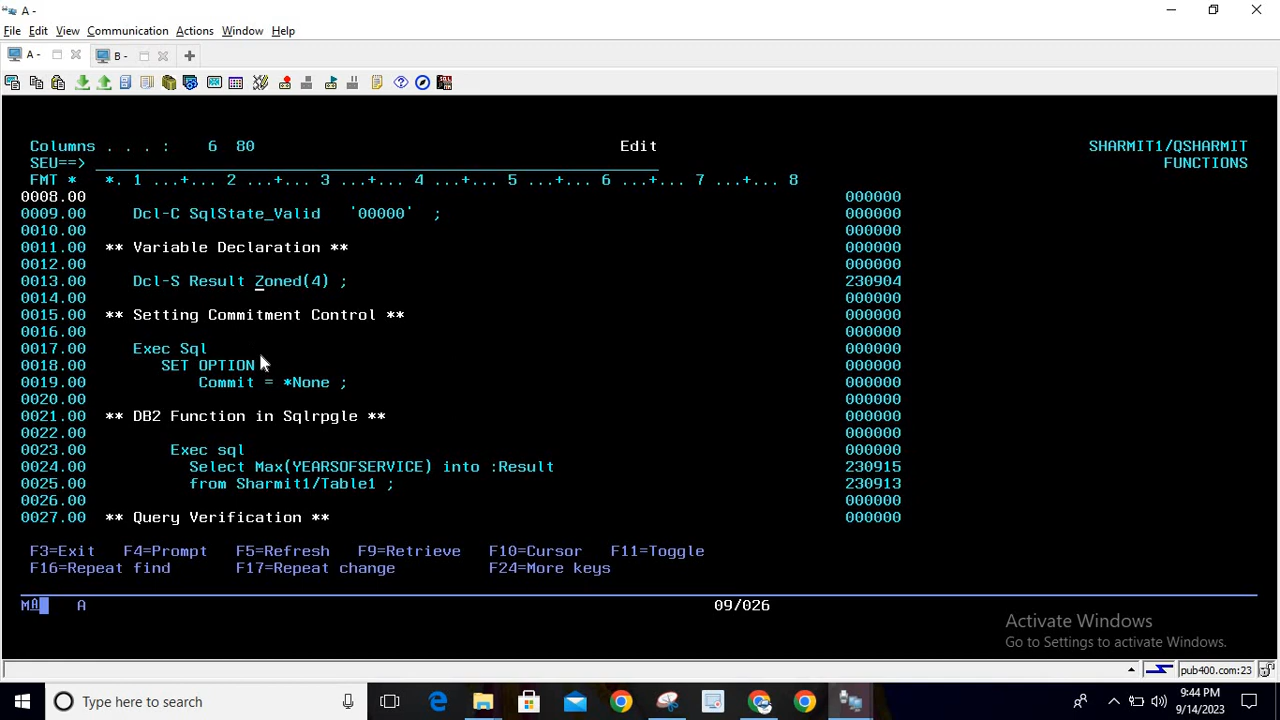 A -
File Edit View Communication Actions Window Help
A - B -
Columns . . . : 6 80 Edit SHARMIT1/QSHARMIT
SEU==> FUNCTIONS
FMT * *. 1 ...+... 2 ...+... 3 ...+... 4 ...+... 5 ...+... 6 ...+... 7 ...+... 8
0008.00 000000
0009.00 Dcl-C SqlState_Valid '00000' ; 000000
0010.00 000000
0011.00 ** Variable Declaration ** 000000
0012.00 000000
0013.00 Dcl-S Result Zoned(4) ; 230904
0014.00 000000
0015.00 ** Setting Commitment Control ** 000000
0016.00 000000
0017.00 Exec Sql 000000
0018.00 SET OPTION 000000
0019.00 Commit = *None ; 000000
0020.00 000000
0021.00 ** DB2 Function in Sqlrpgle ** 000000
0022.00 000000
0023.00 Exec sql 000000
0024.00 Select Max(YEARSOFSERVICE) into :Result 230915
0025.00 from Sharmit1/Table1 ; 230913
0026.00 000000
0027.00 ** Query Verification ** 000000
F3=Exit F4=Prompt F5=Refresh F9=Retrieve F10=Cursor F11=Toggle
F16=Repeat find F17=Repeat change F24=More keys
MA A 09/026
Activate Windows
Go to Settings to activate Windows.
pub400.com:23
Type here to search
9:44 PM
9/14/2023